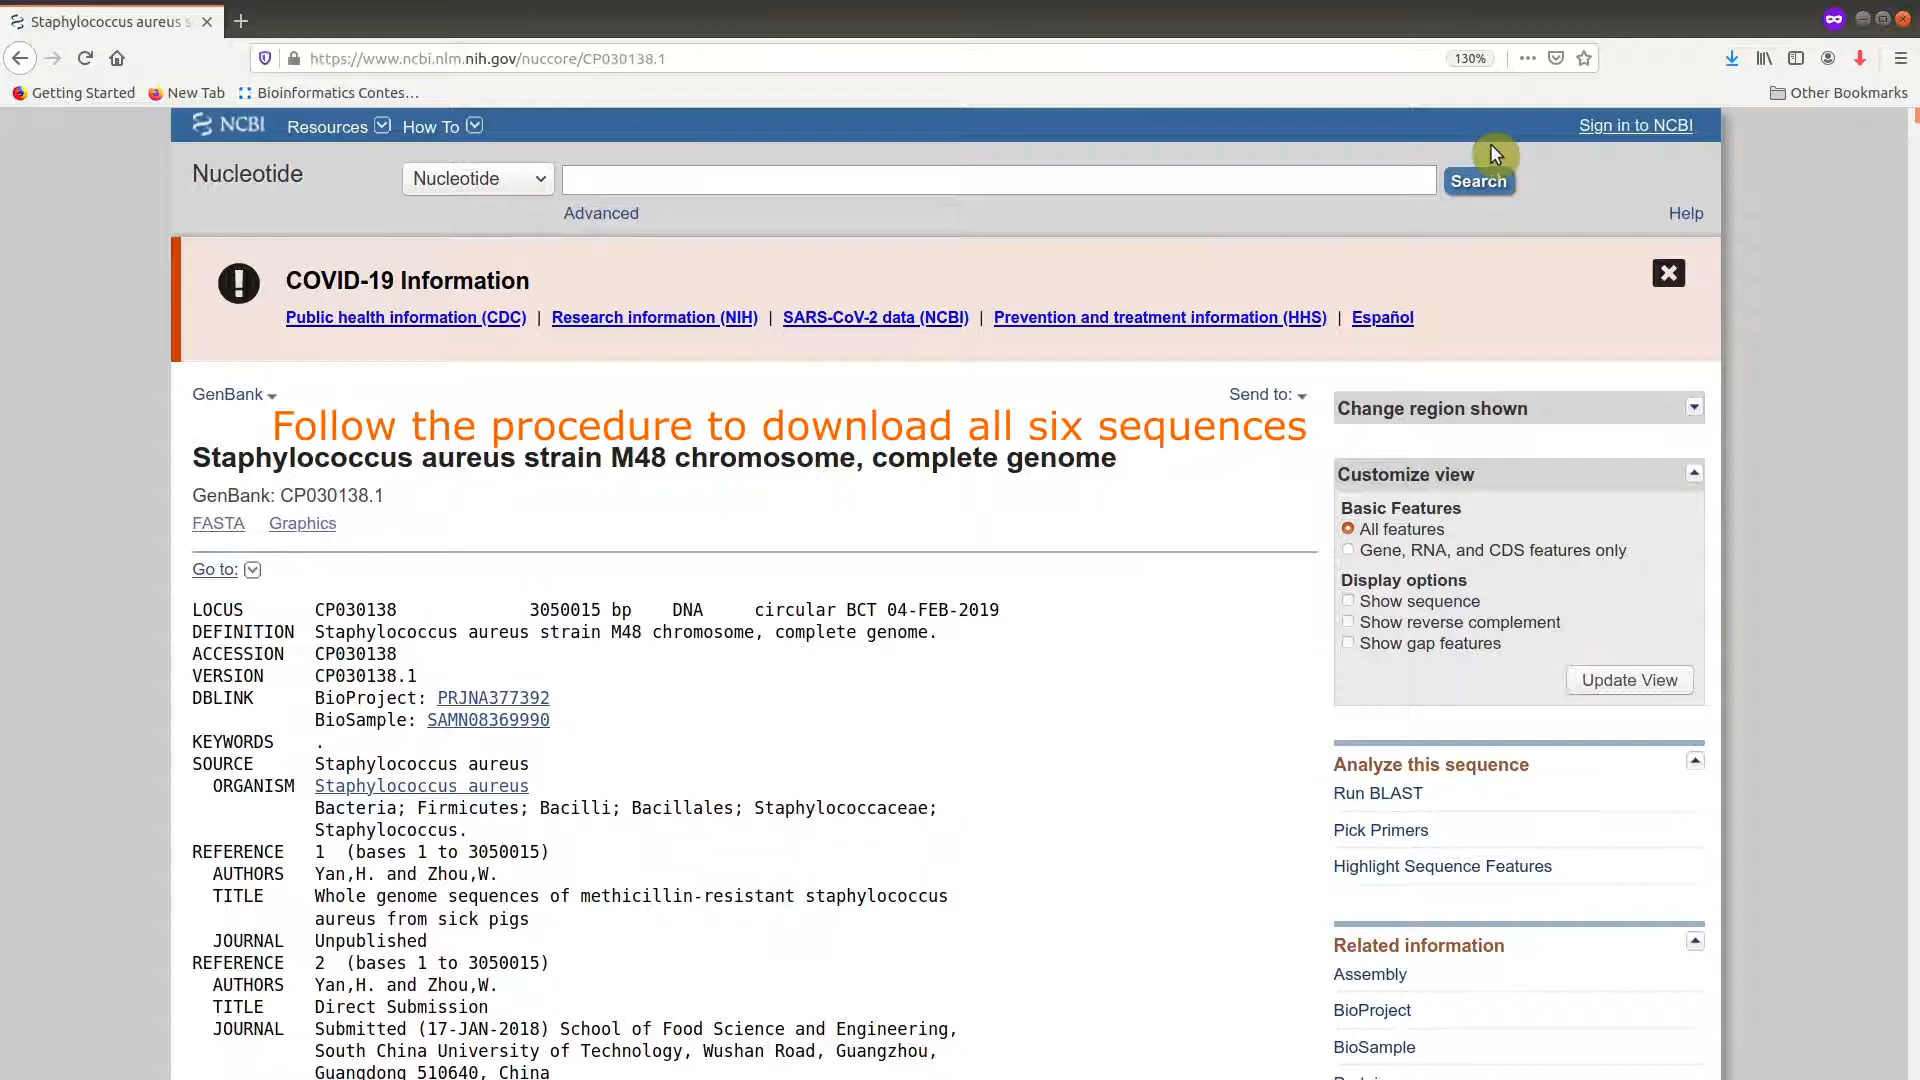 Staphylococcus aureus s
https://www.ncbi.nlm.nih.gov/nuccore/CP030138.1
130%
Getting Started
New Tab
Bioinformatics Contes…
Other Bookmarks
NCBI
Resources
How To
Sign in to NCBI
Nucleotide
Nucleotide
Search
Advanced
Help
COVID-19 Information
Public health information (CDC) | Research information (NIH) | SARS-CoV-2 data (NCBI) | Prevention and treatment information (HHS) | Español
GenBank
Send to:
Follow the procedure to download all six sequences
Staphylococcus aureus strain M48 chromosome, complete genome
GenBank: CP030138.1
FASTA Graphics
Go to:
LOCUS CP030138 3050015 bp DNA circular BCT 04-FEB-2019
DEFINITION Staphylococcus aureus strain M48 chromosome, complete genome.
ACCESSION CP030138
VERSION CP030138.1
DBLINK BioProject: PRJNA377392
BioSample: SAMN08369990
KEYWORDS .
SOURCE Staphylococcus aureus
ORGANISM Staphylococcus aureus
Bacteria; Firmicutes; Bacilli; Bacillales; Staphylococcaceae;
Staphylococcus.
REFERENCE 1 (bases 1 to 3050015)
AUTHORS Yan,H. and Zhou,W.
TITLE Whole genome sequences of methicillin-resistant staphylococcus
aureus from sick pigs
JOURNAL Unpublished
REFERENCE 2 (bases 1 to 3050015)
AUTHORS Yan,H. and Zhou,W.
TITLE Direct Submission
JOURNAL Submitted (17-JAN-2018) School of Food Science and Engineering,
South China University of Technology, Wushan Road, Guangzhou,
Guangdong 510640, China
Change region shown
Customize view
Basic Features
All features
Gene, RNA, and CDS features only
Display options
Show sequence
Show reverse complement
Show gap features
Update View
Analyze this sequence
Run BLAST
Pick Primers
Highlight Sequence Features
Related information
Assembly
BioProject
BioSample